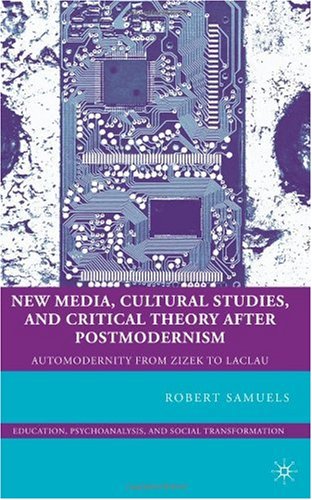 NEW MEDIA, CULTURAL STUDIES,
AND CRITICAL THEORY AFTER
POSTMODERNISM
AUTOMODERNITY FROM ZIZEK TO LACLAU
ROBERT SAMUELS
EDUCATION, PSYCHOANALYSIS, AND SOCIAL TRANSFORMATION